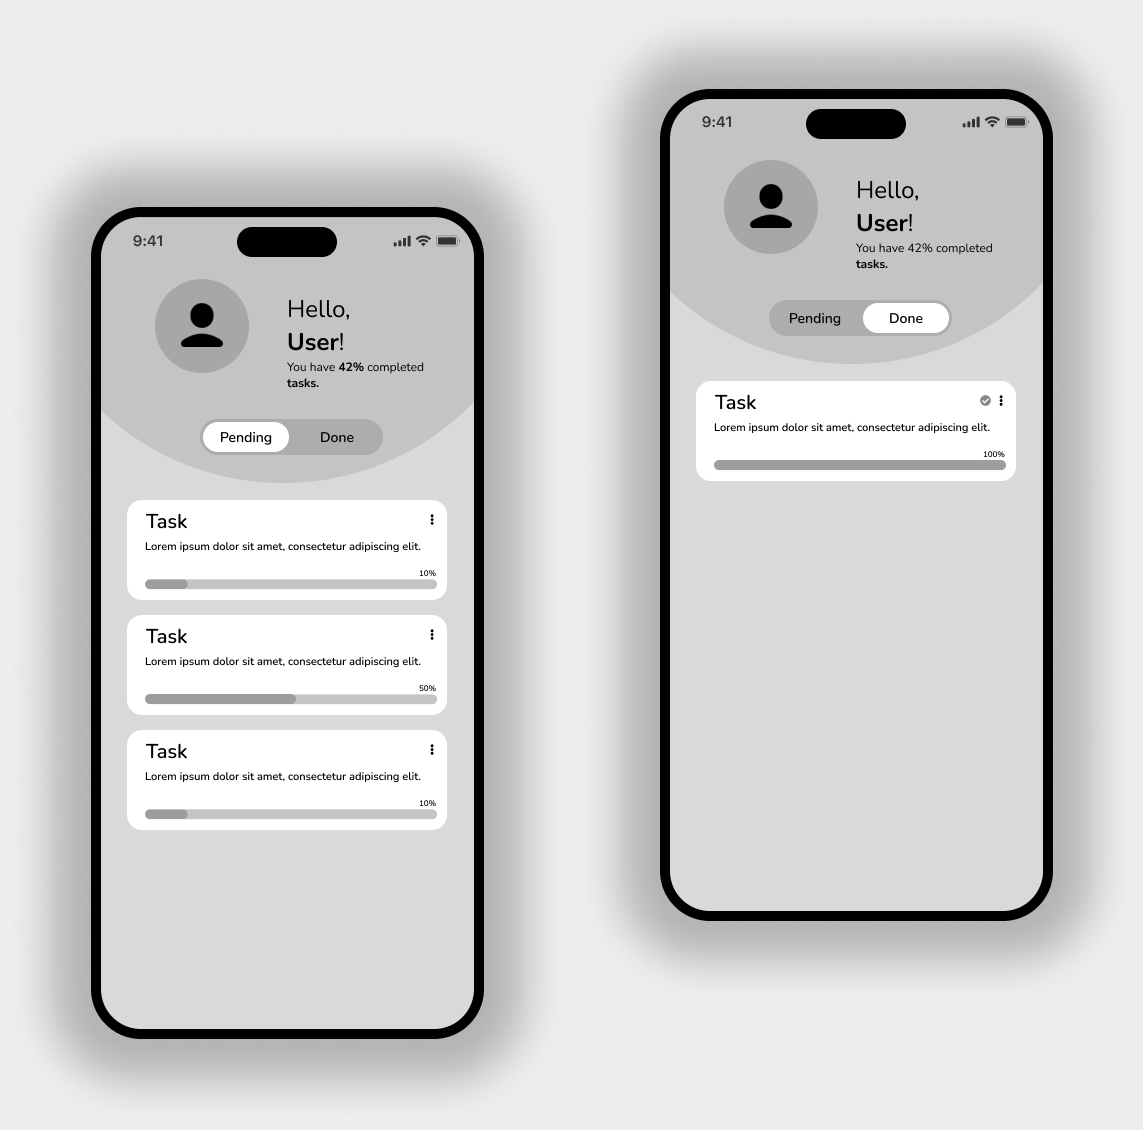 9:41
Hello,
User!
You have 42% completed
tasks.
Pending Done
Task
Lorem ipsum dolor sit amet, consectetur adipiscing elit.
10%
Task
Lorem ipsum dolor sit amet, consectetur adipiscing elit.
50%
Task
Lorem ipsum dolor sit amet, consectetur adipiscing elit.
10%
9:41
Hello,
User!
You have 42% completed
tasks.
Pending Done
Task
Lorem ipsum dolor sit amet, consectetur adipiscing elit.
100%